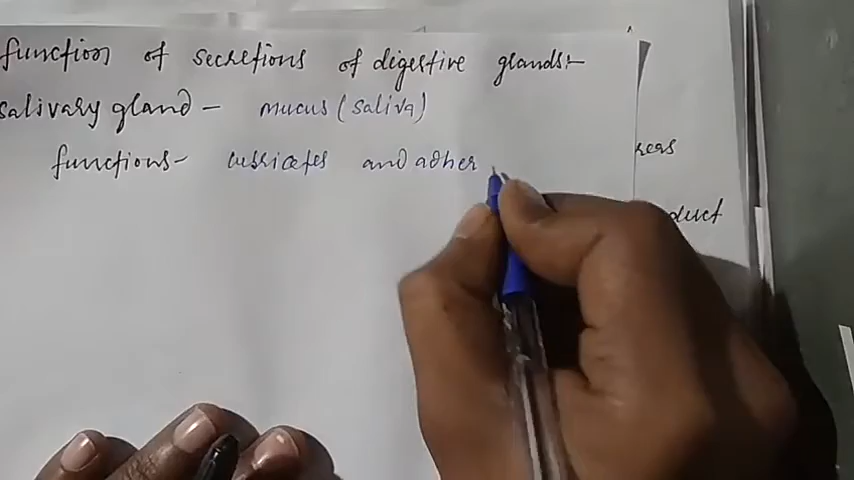 function of secretions of digestive glands:-
salivary gland - mucus (saliva)
functions- lubricates and adher
reas
duct